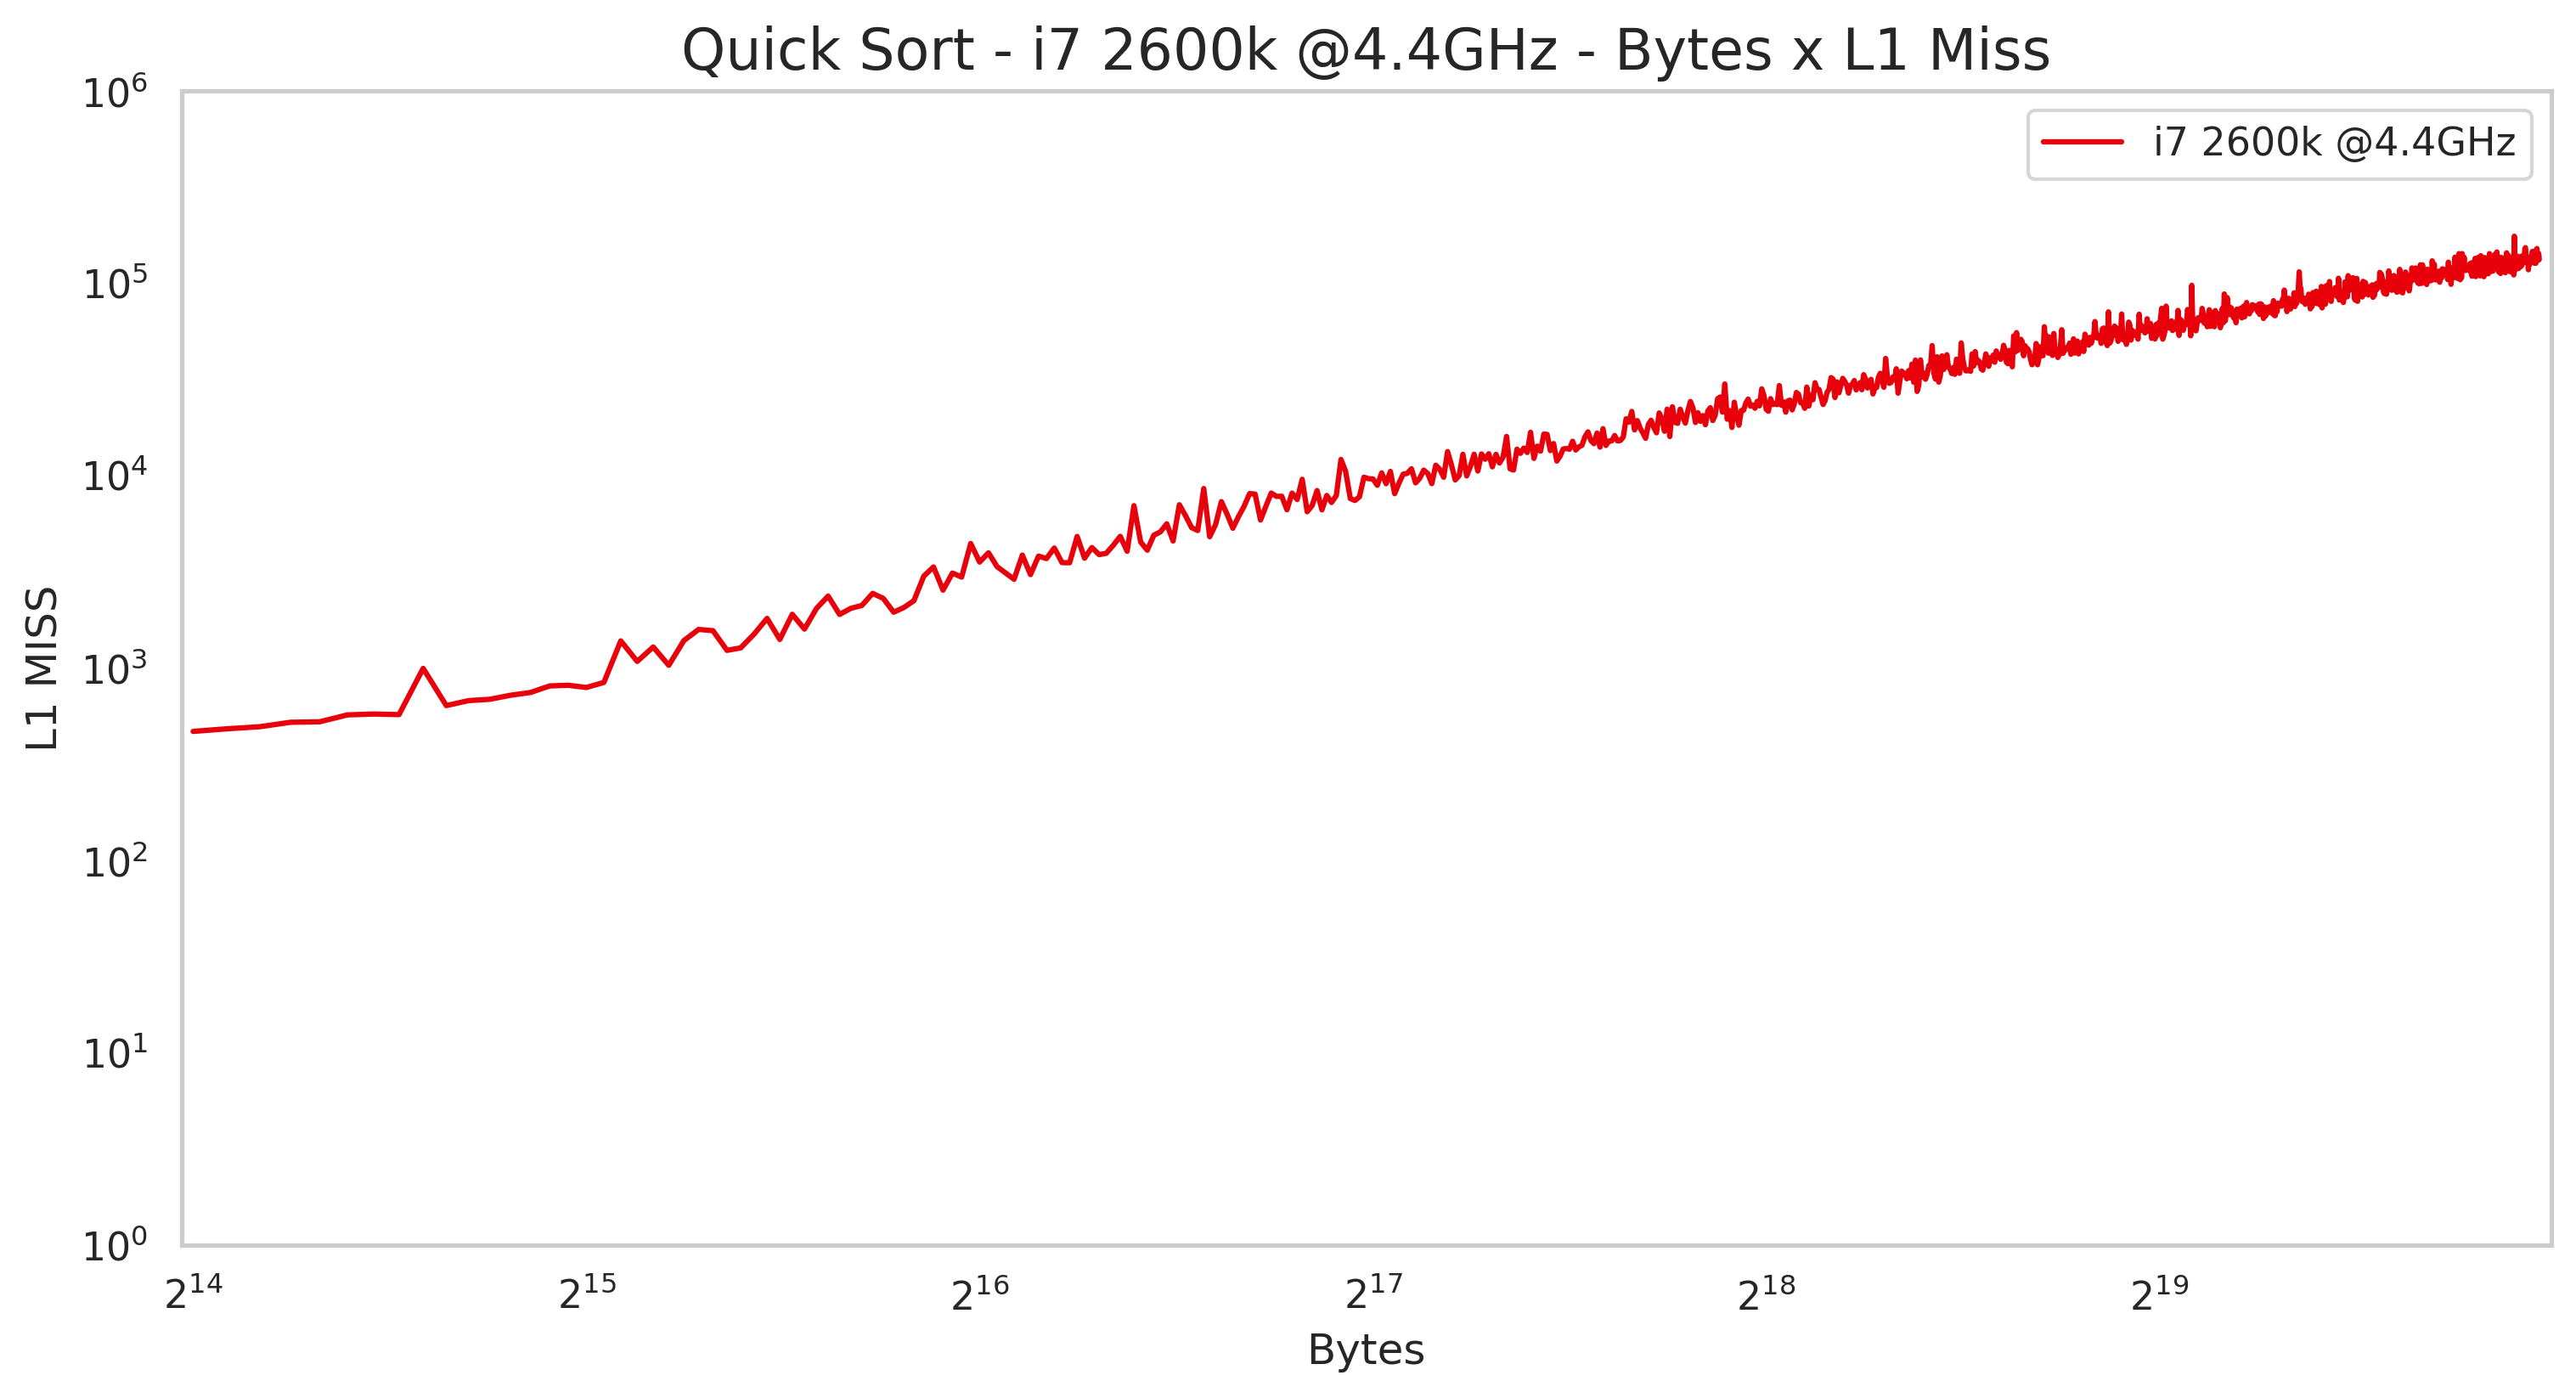 Quick Sort - i7 2600k @4.4GHz - Bytes x L1 Miss
i7 2600k @4.4GHz
L1 MISS
10⁶
10⁵
10⁴
10³
10²
10¹
10⁰
2¹⁴ 2¹⁵ 2¹⁶ 2¹⁷ 2¹⁸ 2¹⁹
Bytes